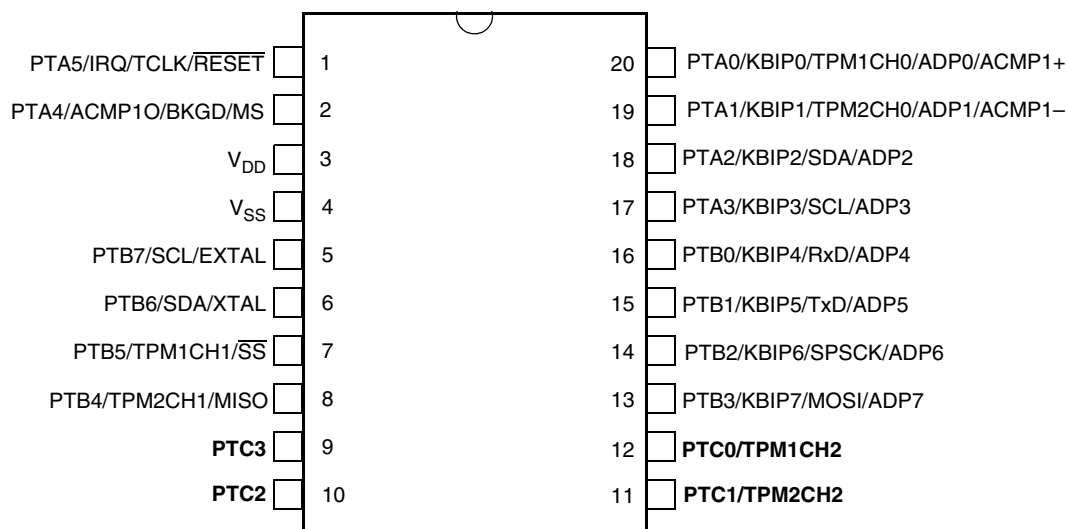 PTA5/IRQ/TCLK/RESET 1 20 PTA0/KBIP0/TPM1CH0/ADP0/ACMP1+
PTA4/ACMP1O/BKGD/MS 2 19 PTA1/KBIP1/TPM2CH0/ADP1/ACMP1–
VDD 3 18 PTA2/KBIP2/SDA/ADP2
VSS 4 17 PTA3/KBIP3/SCL/ADP3
PTB7/SCL/EXTAL 5 16 PTB0/KBIP4/RxD/ADP4
PTB6/SDA/XTAL 6 15 PTB1/KBIP5/TxD/ADP5
PTB5/TPM1CH1/SS 7 14 PTB2/KBIP6/SPSCK/ADP6
PTB4/TPM2CH1/MISO 8 13 PTB3/KBIP7/MOSI/ADP7
PTC3 9 12 PTC0/TPM1CH2
PTC2 10 11 PTC1/TPM2CH2